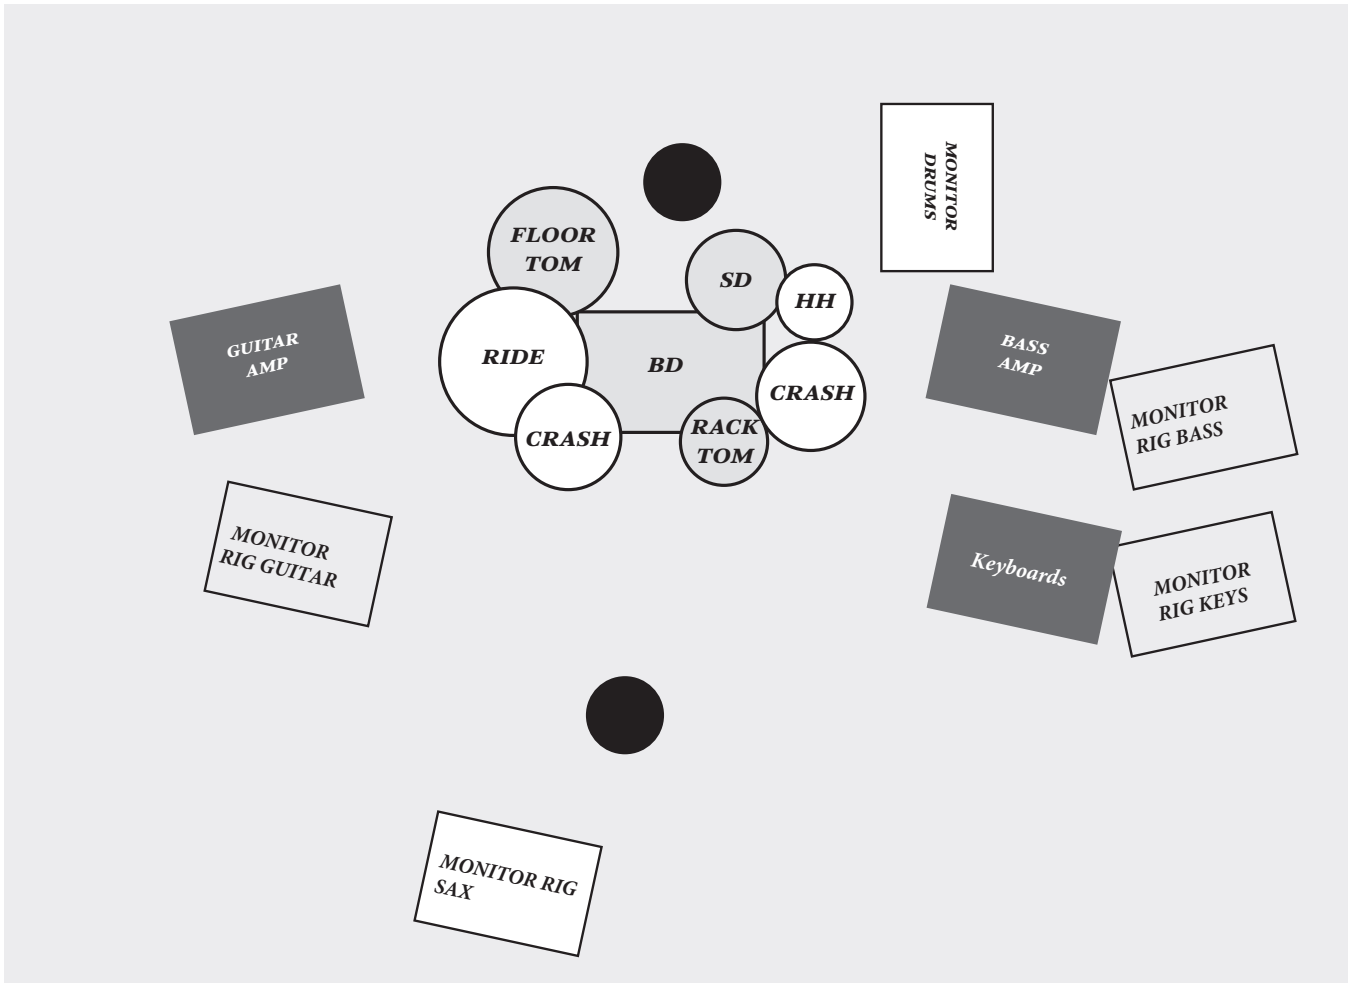 MONITOR
DRUMS
FLOOR
TOM
SD
HH
GUITAR
AMP
RIDE
BD
BASS
AMP
CRASH
MONITOR
RIG BASS
CRASH
RACK
TOM
MONITOR
RIG GUITAR
Keyboards
MONITOR
RIG KEYS
MONITOR RIG
SAX